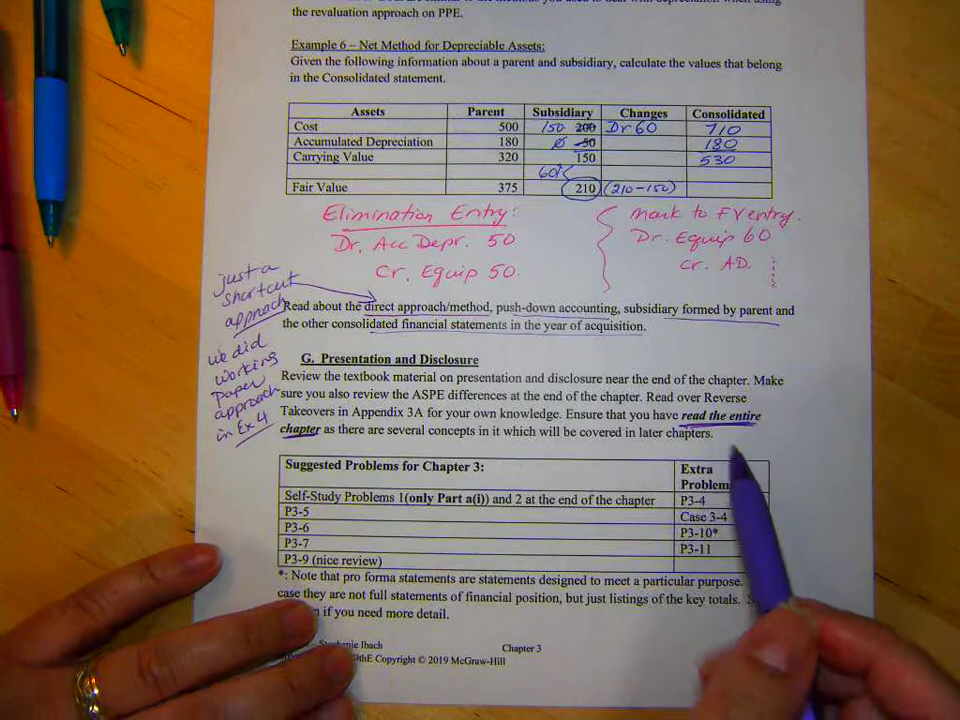 the revaluation approach on PPE.
Example 6 – Net Method for Depreciable Assets:
Given the following information about a parent and subsidiary, calculate the values that belong
in the Consolidated statement.
Assets Parent Subsidiary Changes Consolidated
Cost 500 150 200 Dr 60 710
Accumulated Depreciation 180 ø 50 180
Carrying Value 320 150 530
60
Fair Value 375 210 (210-150)
Elimination Entry:
Dr. Acc Depr. 50
Cr. Equip 50.
Mark to FV entry.
Dr. Equip 60
Cr. AD.
just a
shortcut
approach
Read about the direct approach/method, push-down accounting, subsidiary formed by parent and
the other consolidated financial statements in the year of acquisition.
we did
working
paper
approach
in Ex 4
G. Presentation and Disclosure
Review the textbook material on presentation and disclosure near the end of the chapter. Make
sure you also review the ASPE differences at the end of the chapter. Read over Reverse
Takeovers in Appendix 3A for your own knowledge. Ensure that you have read the entire
chapter as there are several concepts in it which will be covered in later chapters.
Suggested Problems for Chapter 3: Extra
Problem
Self-Study Problems 1(only Part a(i)) and 2 at the end of the chapter P3-4
P3-5 Case 3-4
P3-6 P3-10*
P3-7 P3-11
P3-9 (nice review)
*: Note that pro forma statements are statements designed to meet a particular purpose.
case they are not full statements of financial position, but just listings of the key totals.
if you need more detail.
Stephanie Ibach Chapter 3
Copyright © 2019 McGraw-Hill